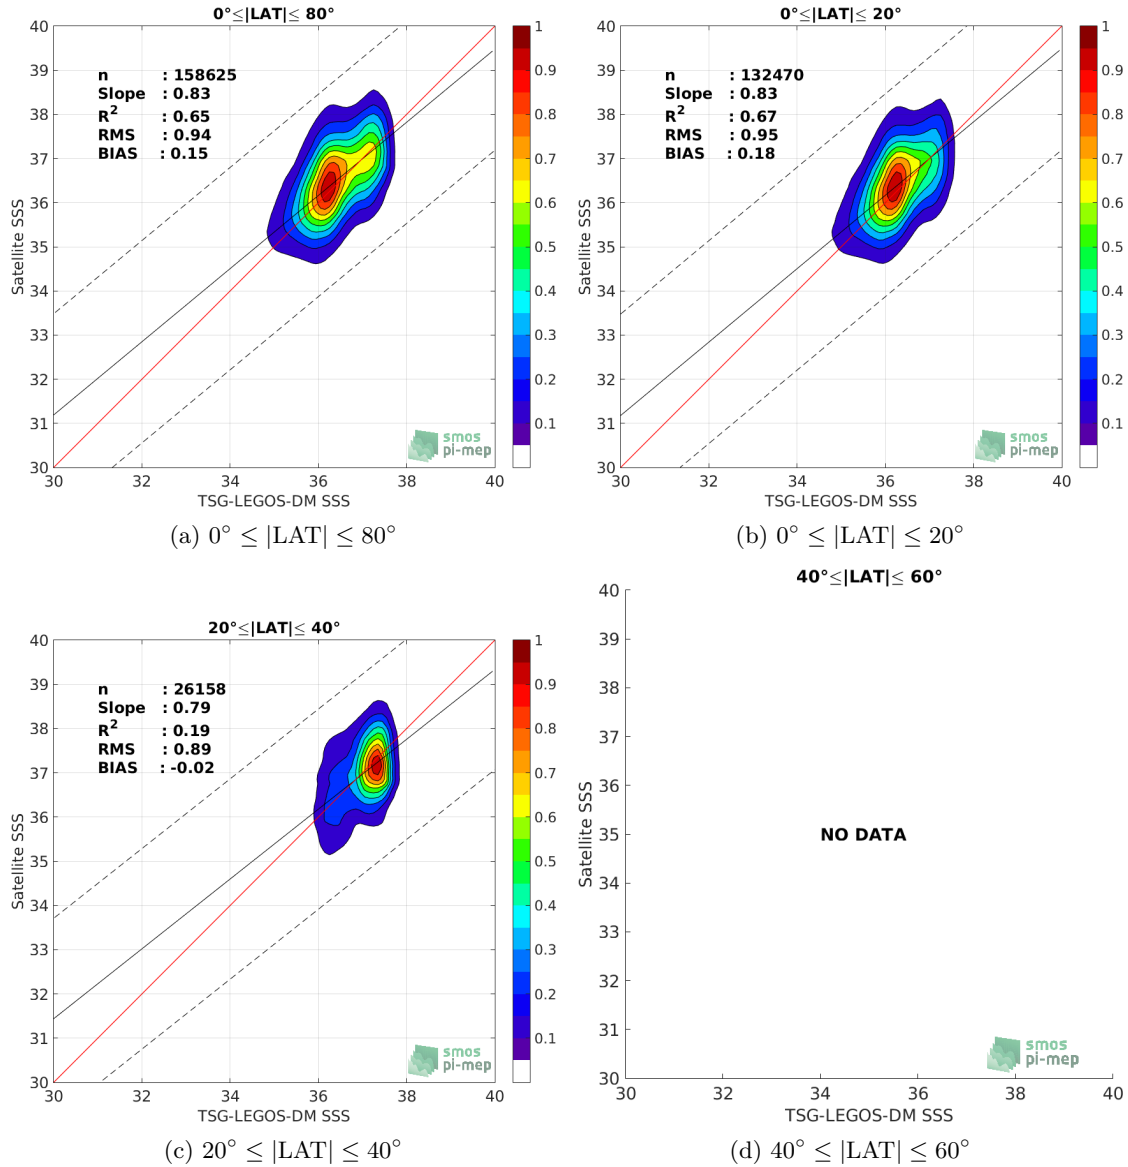 0°≤|LAT|≤ 80°
n : 158625
Slope : 0.83
R² : 0.65
RMS : 0.94
BIAS : 0.15
40
39
38
37
36
35
34
33
32
31
30
30 32 34 36 38 40
Satellite SSS
TSG-LEGOS-DM SSS
1
0.9
0.8
0.7
0.6
0.5
0.4
0.3
0.2
0.1
smos
pi-mep
(a) 0° ≤ |LAT| ≤ 80°
0°≤|LAT|≤ 20°
n : 132470
Slope : 0.83
R² : 0.67
RMS : 0.95
BIAS : 0.18
40
39
38
37
36
35
34
33
32
31
30
30 32 34 36 38 40
Satellite SSS
TSG-LEGOS-DM SSS
1
0.9
0.8
0.7
0.6
0.5
0.4
0.3
0.2
0.1
smos
pi-mep
(b) 0° ≤ |LAT| ≤ 20°
20°≤|LAT|≤ 40°
n : 26158
Slope : 0.79
R² : 0.19
RMS : 0.89
BIAS : -0.02
40
39
38
37
36
35
34
33
32
31
30
30 32 34 36 38 40
Satellite SSS
TSG-LEGOS-DM SSS
1
0.9
0.8
0.7
0.6
0.5
0.4
0.3
0.2
0.1
smos
pi-mep
(c) 20° ≤ |LAT| ≤ 40°
40°≤|LAT|≤ 60°
40
39
38
37
36
35
34
33
32
31
30
30 32 34 36 38 40
Satellite SSS
NO DATA
TSG-LEGOS-DM SSS
smos
pi-mep
(d) 40° ≤ |LAT| ≤ 60°